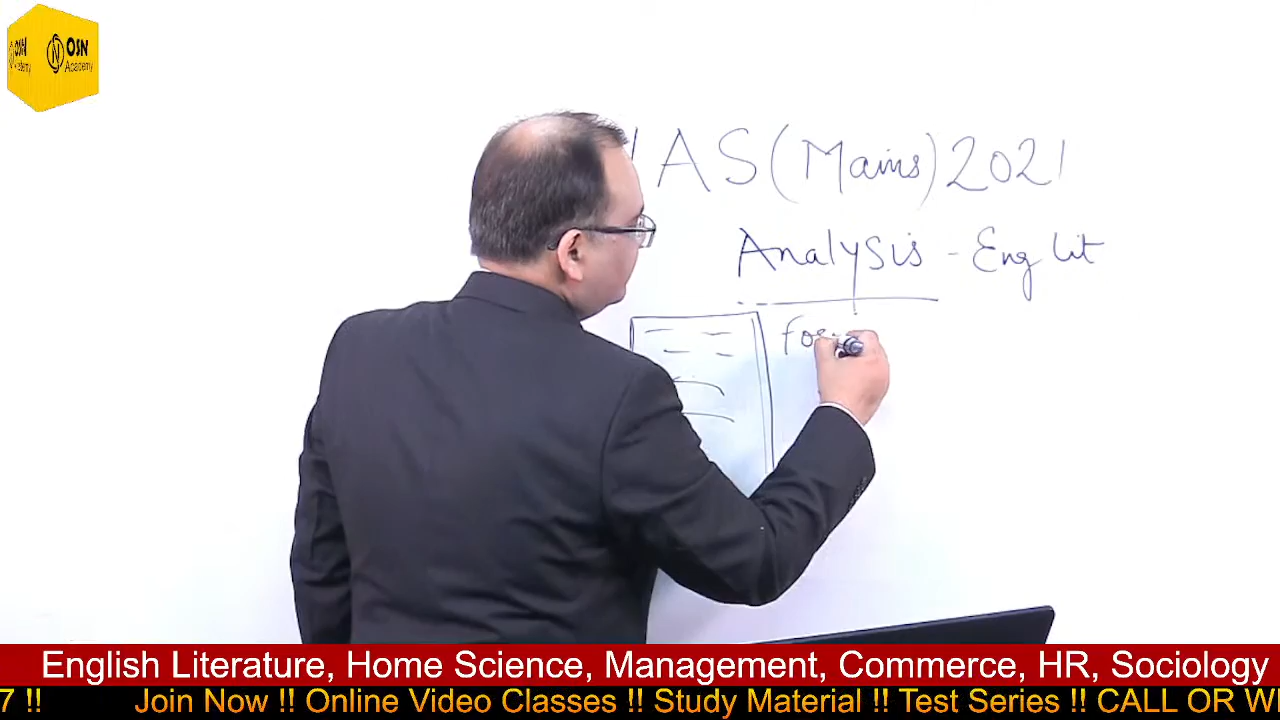 OSN
Academy
IAS (Mains) 2021
Analysis - Eng lit
English Literature, Home Science, Management, Commerce, HR, Sociology
7 !! Join Now !! Online Video Classes !! Study Material !! Test Series !! CALL OR